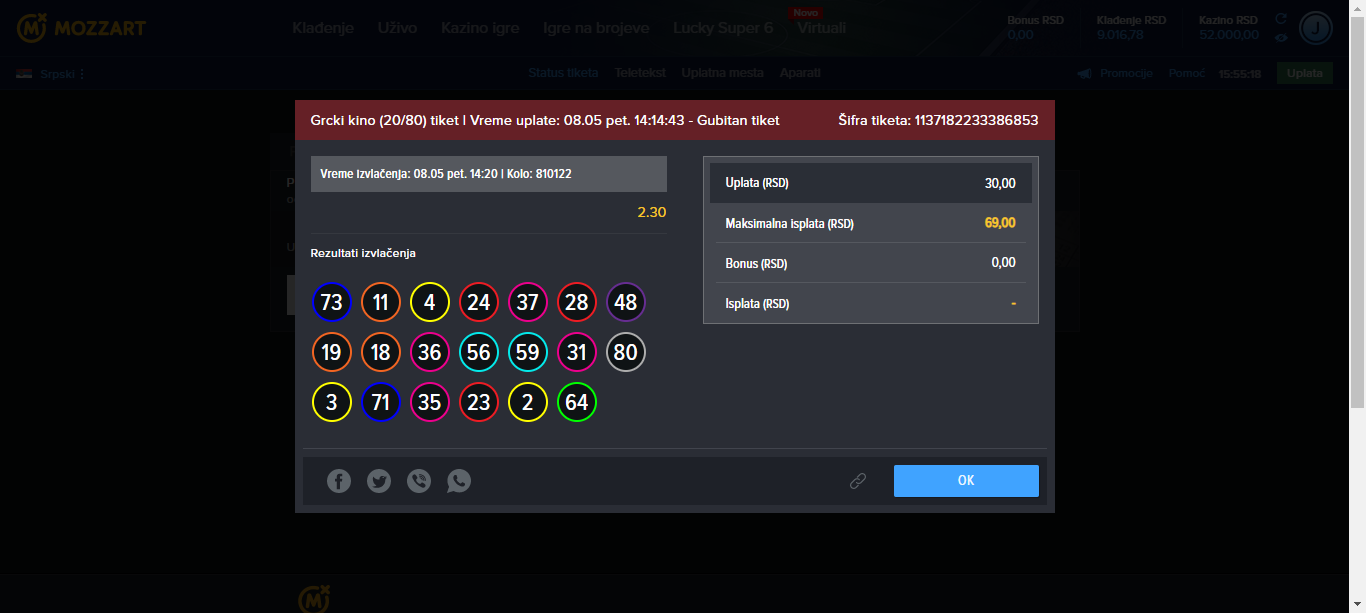 MOZZART
Klađenje Uživo Kazino igre Igre na brojeve Lucky Super 6 Virtuali
Novo
Bonus RSD Klađenje RSD Kazino RSD
0,00 9.016,78 52.000,00
J
Srpski
Status tiketa Teletekst Uplatna mesta Aparati
Promocije Pomoć 15:55:18 Uplata
Grcki kino (20/80) tiket | Vreme uplate: 08.05 pet. 14:14:43 - Gubitan tiket
Šifra tiketa: 1137182233386853
Vreme izvlačenja: 08.05 pet. 14:20 | Kolo: 810122
2.30
Rezultati izvlačenja
73 11 4 24 37 28 48
19 18 36 56 59 31 80
3 71 35 23 2 64
Uplata (RSD) 30,00
Maksimalna isplata (RSD) 69,00
Bonus (RSD) 0,00
Isplata (RSD) -
OK